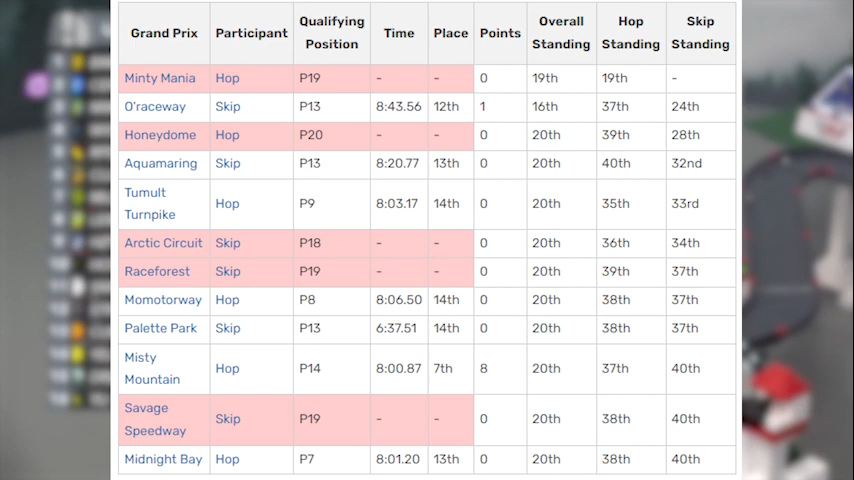 Grand Prix Participant Qualifying Position Time Place Points Overall Standing Hop Standing Skip Standing
Minty Mania Hop P19 - - 0 19th 19th -
O'raceway Skip P13 8:43.56 12th 1 16th 37th 24th
Honeydome Hop P20 - - 0 20th 39th 28th
Aquamaring Skip P13 8:20.77 13th 0 20th 40th 32nd
Tumult Turnpike Hop P9 8:03.17 14th 0 20th 35th 33rd
Arctic Circuit Skip P18 - - 0 20th 36th 34th
Raceforest Skip P19 - - 0 20th 39th 37th
Momotorway Hop P8 8:06.50 14th 0 20th 38th 37th
Palette Park Skip P13 6:37.51 14th 0 20th 38th 37th
Misty Mountain Hop P14 8:00.87 7th 8 20th 37th 40th
Savage Speedway Skip P19 - - 0 20th 38th 40th
Midnight Bay Hop P7 8:01.20 13th 0 20th 38th 40th